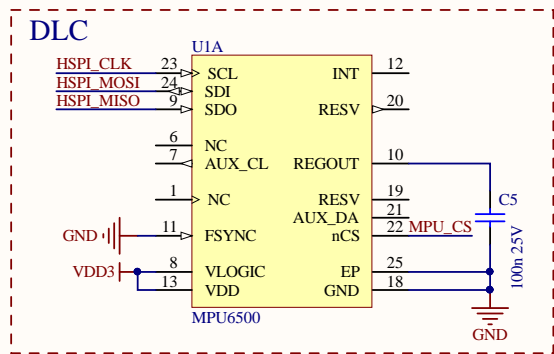 DLC
U1A
HSPI_CLK 23 SCL INT 12
HSPI_MOSI 24 SDI
HSPI_MISO 9 SDO RESV 20
6 NC
7 AUX_CL REGOUT 10
1 NC RESV 19
C5
AUX_DA 21
GND 11 FSYNC nCS 22 MPU_CS
100n 25V
VDD3 8 VLOGIC EP 25
13 VDD GND 18
MPU6500
GND